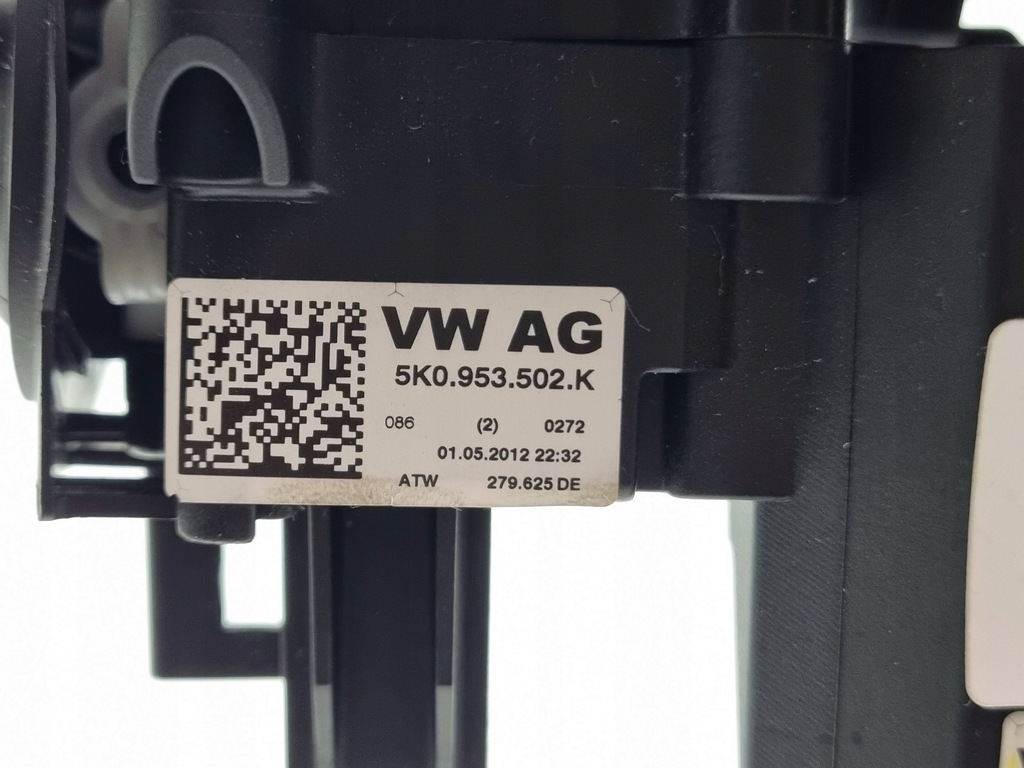 VW AG
5K0.953.502.K
086 (2) 0272
01.05.2012 22:32
ATW 279.625 DE